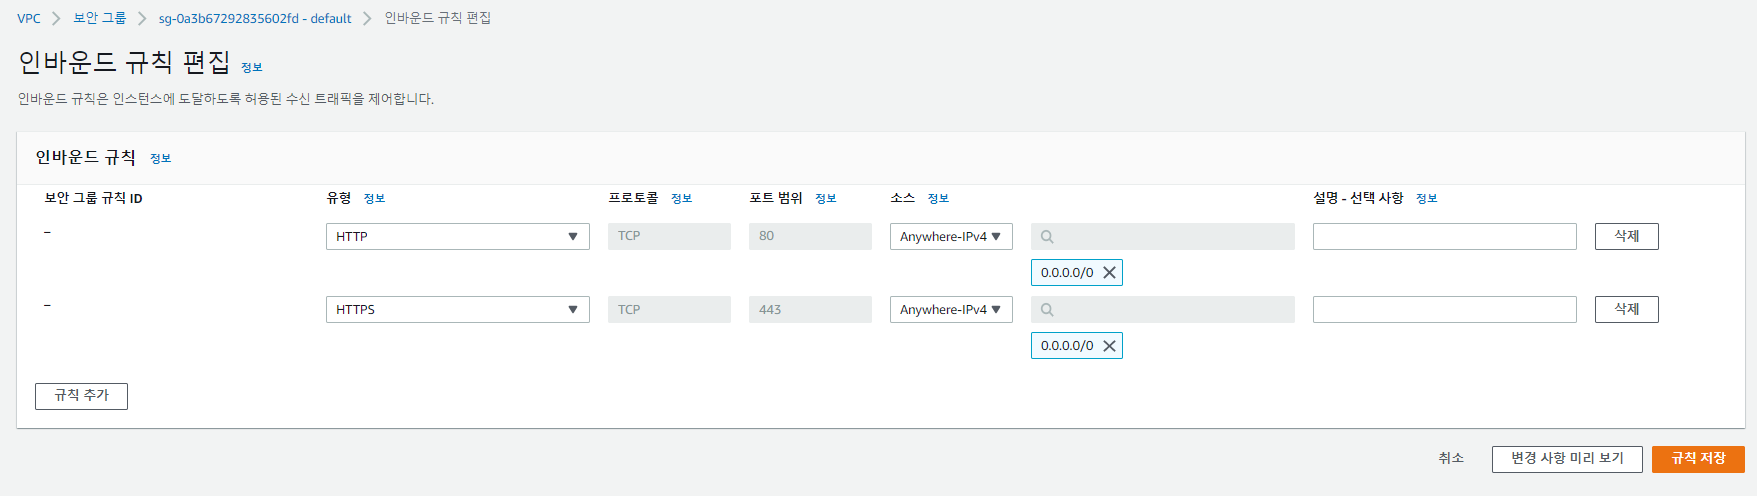 VPC > 보안 그룹 > sg-0a3b67292835602fd - default > 인바운드 규칙 편집
인바운드 규칙 편집 정보
인바운드 규칙은 인스턴스에 도달하도록 허용된 수신 트래픽을 제어합니다.
인바운드 규칙 정보
보안 그룹 규칙 ID 유형 정보 프로토콜 정보 포트 범위 정보 소스 정보 설명 - 선택 사항 정보
– HTTP TCP 80 Anywhere-IPv4 삭제
0.0.0.0/0
– HTTPS TCP 443 Anywhere-IPv4 삭제
0.0.0.0/0
규칙 추가
취소 변경 사항 미리 보기 규칙 저장